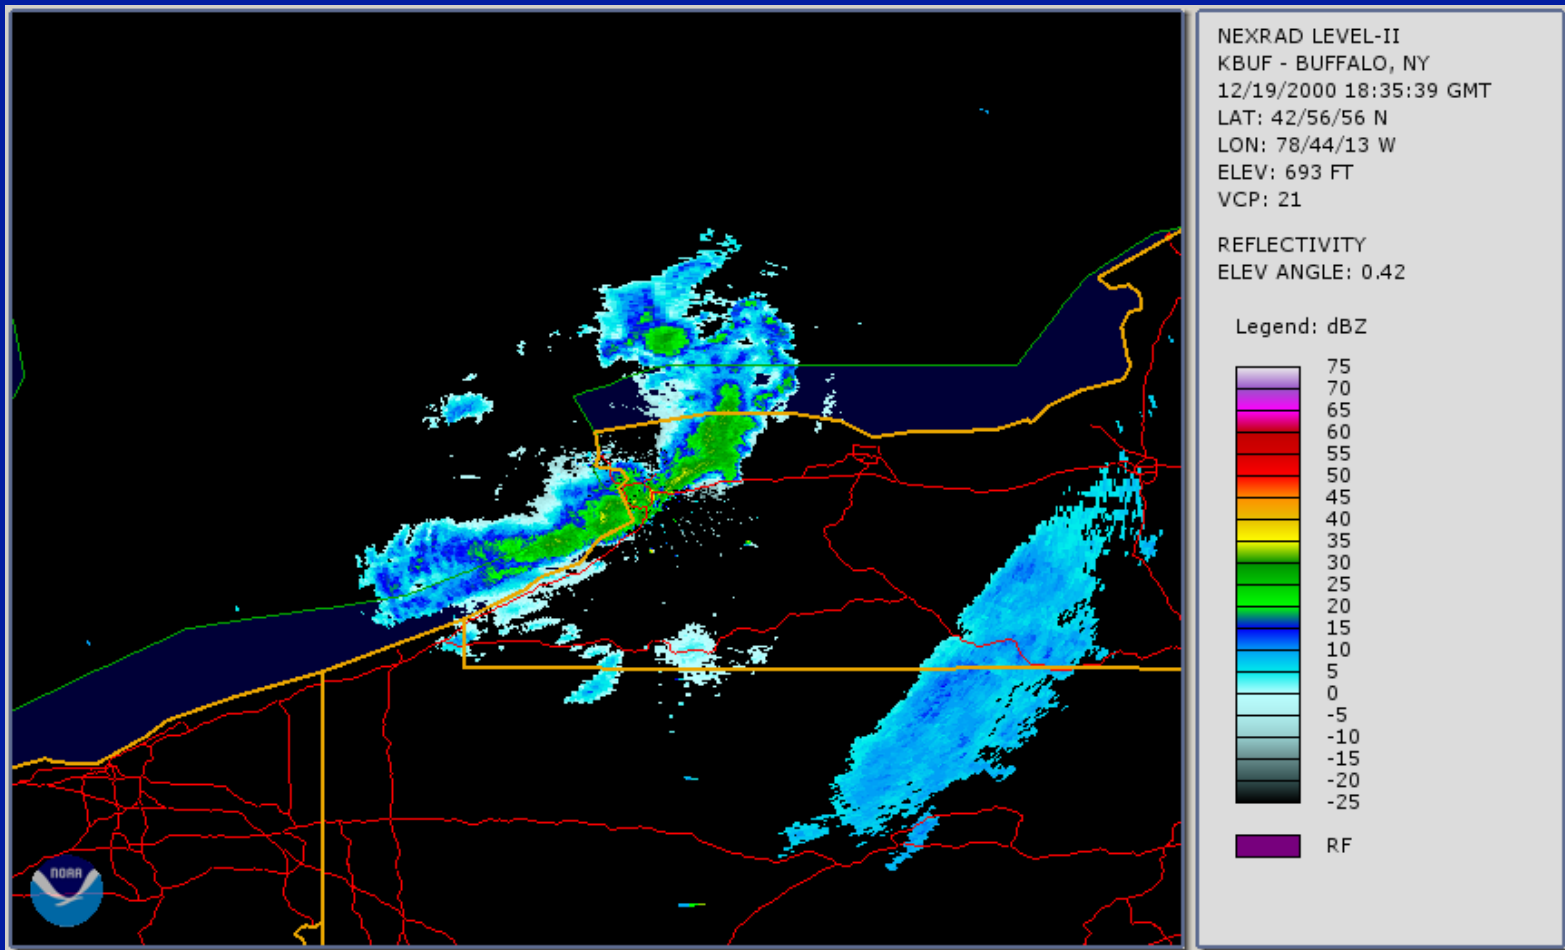 NEXRAD LEVEL-II
KBUF - BUFFALO, NY
12/19/2000 18:35:39 GMT
LAT: 42/56/56 N
LON: 78/44/13 W
ELEV: 693 FT
VCP: 21
REFLECTIVITY
ELEV ANGLE: 0.42
Legend: dBZ
75
70
65
60
55
50
45
40
35
30
25
20
15
10
5
0
-5
-10
-15
-20
-25
RF
NOAA